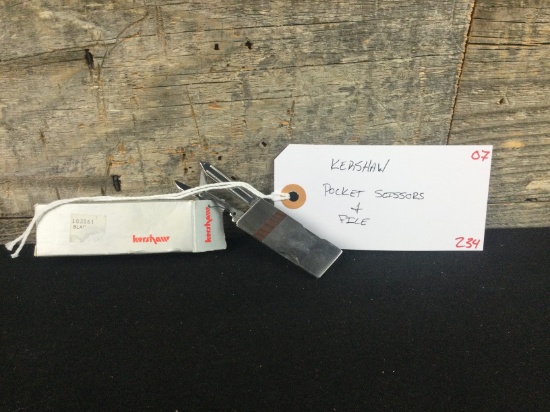 07
KERSHAW
POCKET SCISSORS
+
FILE
234
kershaw
kershaw